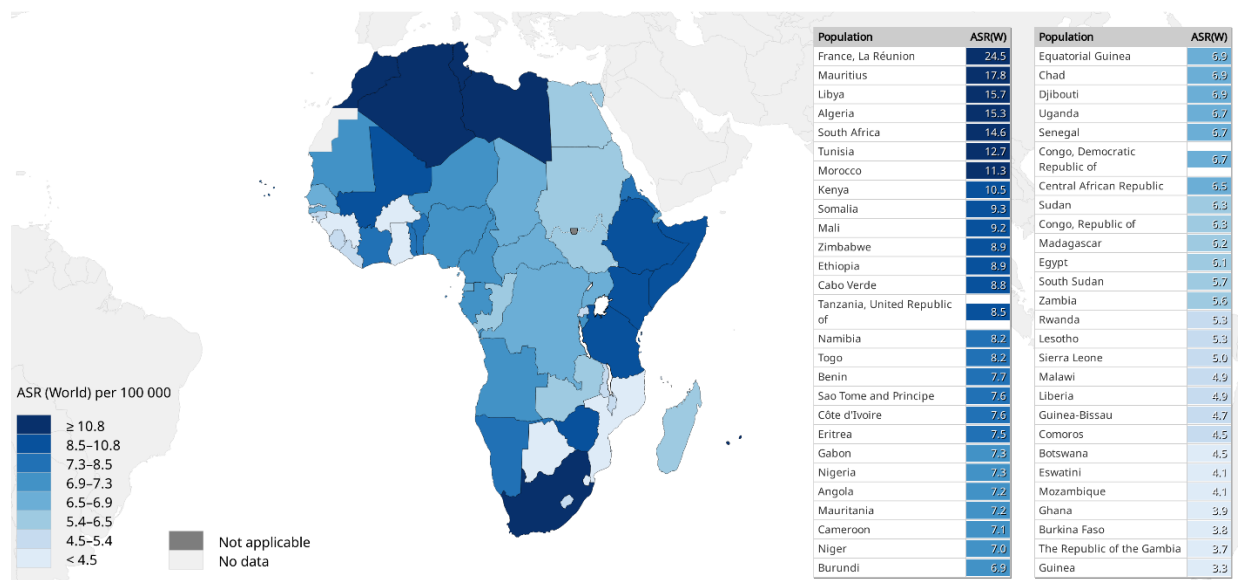 Population ASR(W)
France, La Réunion 24.5
Mauritius 17.8
Libya 15.7
Algeria 15.3
South Africa 14.6
Tunisia 12.7
Morocco 11.3
Kenya 10.5
Somalia 9.3
Mali 9.2
Zimbabwe 8.9
Ethiopia 8.9
Cabo Verde 8.8
Tanzania, United Republic
of 8.5
Namibia 8.2
Togo 8.2
Benin 7.7
Sao Tome and Principe 7.6
Côte d'Ivoire 7.6
Eritrea 7.5
Gabon 7.3
Nigeria 7.3
Angola 7.2
Mauritania 7.2
Cameroon 7.1
Niger 7.0
Burundi 6.9
Population ASR(W)
Equatorial Guinea 6.9
Chad 6.9
Djibouti 6.9
Uganda 6.7
Senegal 6.7
Congo, Democratic
Republic of 6.7
Central African Republic 6.5
Sudan 6.3
Congo, Republic of 6.3
Madagascar 6.2
Egypt 6.1
South Sudan 5.7
Zambia 5.6
Rwanda 5.3
Lesotho 5.3
Sierra Leone 5.0
Malawi 4.9
Liberia 4.9
Guinea-Bissau 4.7
Comoros 4.5
Botswana 4.5
Eswatini 4.1
Mozambique 4.1
Ghana 3.9
Burkina Faso 3.8
The Republic of the Gambia 3.7
Guinea 3.3
ASR (World) per 100 000
≥ 10.8
8.5–10.8
7.3–8.5
6.9–7.3
6.5–6.9
5.4–6.5
4.5–5.4
< 4.5
Not applicable
No data